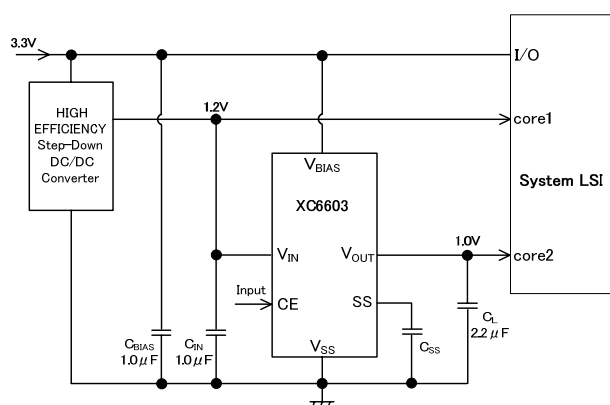 3.3V
I/O
HIGH
EFFICIENCY
Step-Down
DC/DC
Converter
1.2V
core1
VBIAS
System LSI
XC6603
VIN
VOUT
1.0V
core2
Input
CE
SS
CBIAS
1.0μF
CIN
1.0μF
VSS
CSS
CL
2.2μF